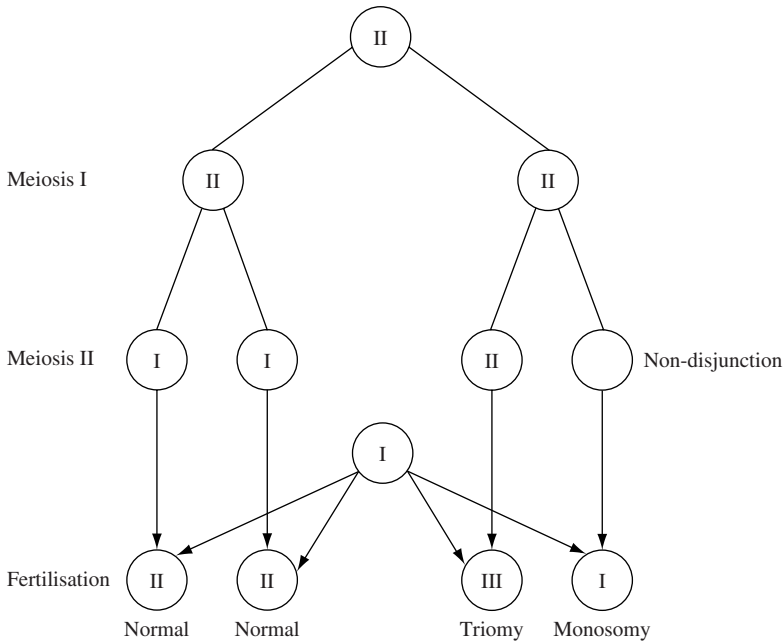 II
Meiosis I
II
II
Meiosis II
I
I
II
Non-disjunction
I
Fertilisation
II
II
III
I
Normal
Normal
Triomy
Monosomy